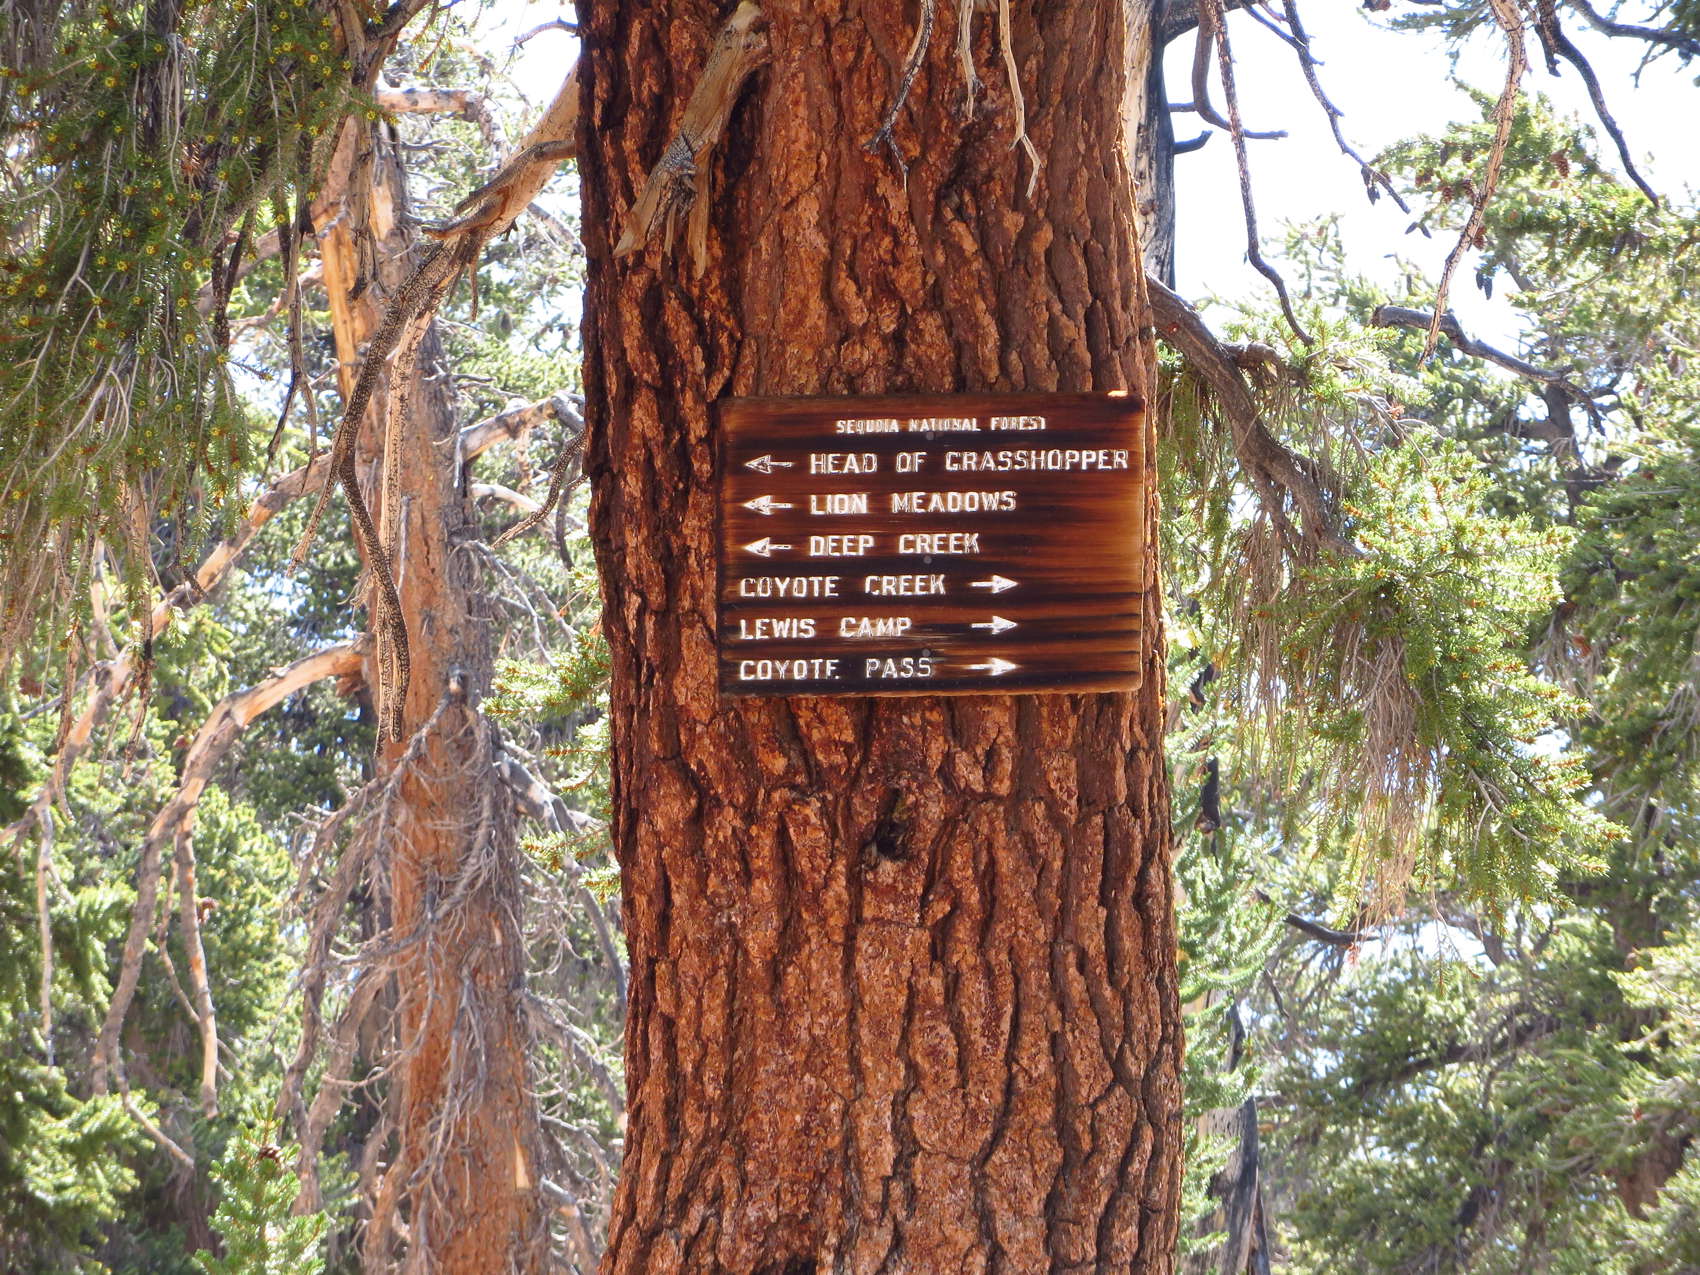 SEQUOIA NATIONAL FOREST
← HEAD OF GRASSHOPPER
← LION MEADOWS
← DEEP CREEK
COYOTE CREEK →
LEWIS CAMP →
COYOTE PASS →